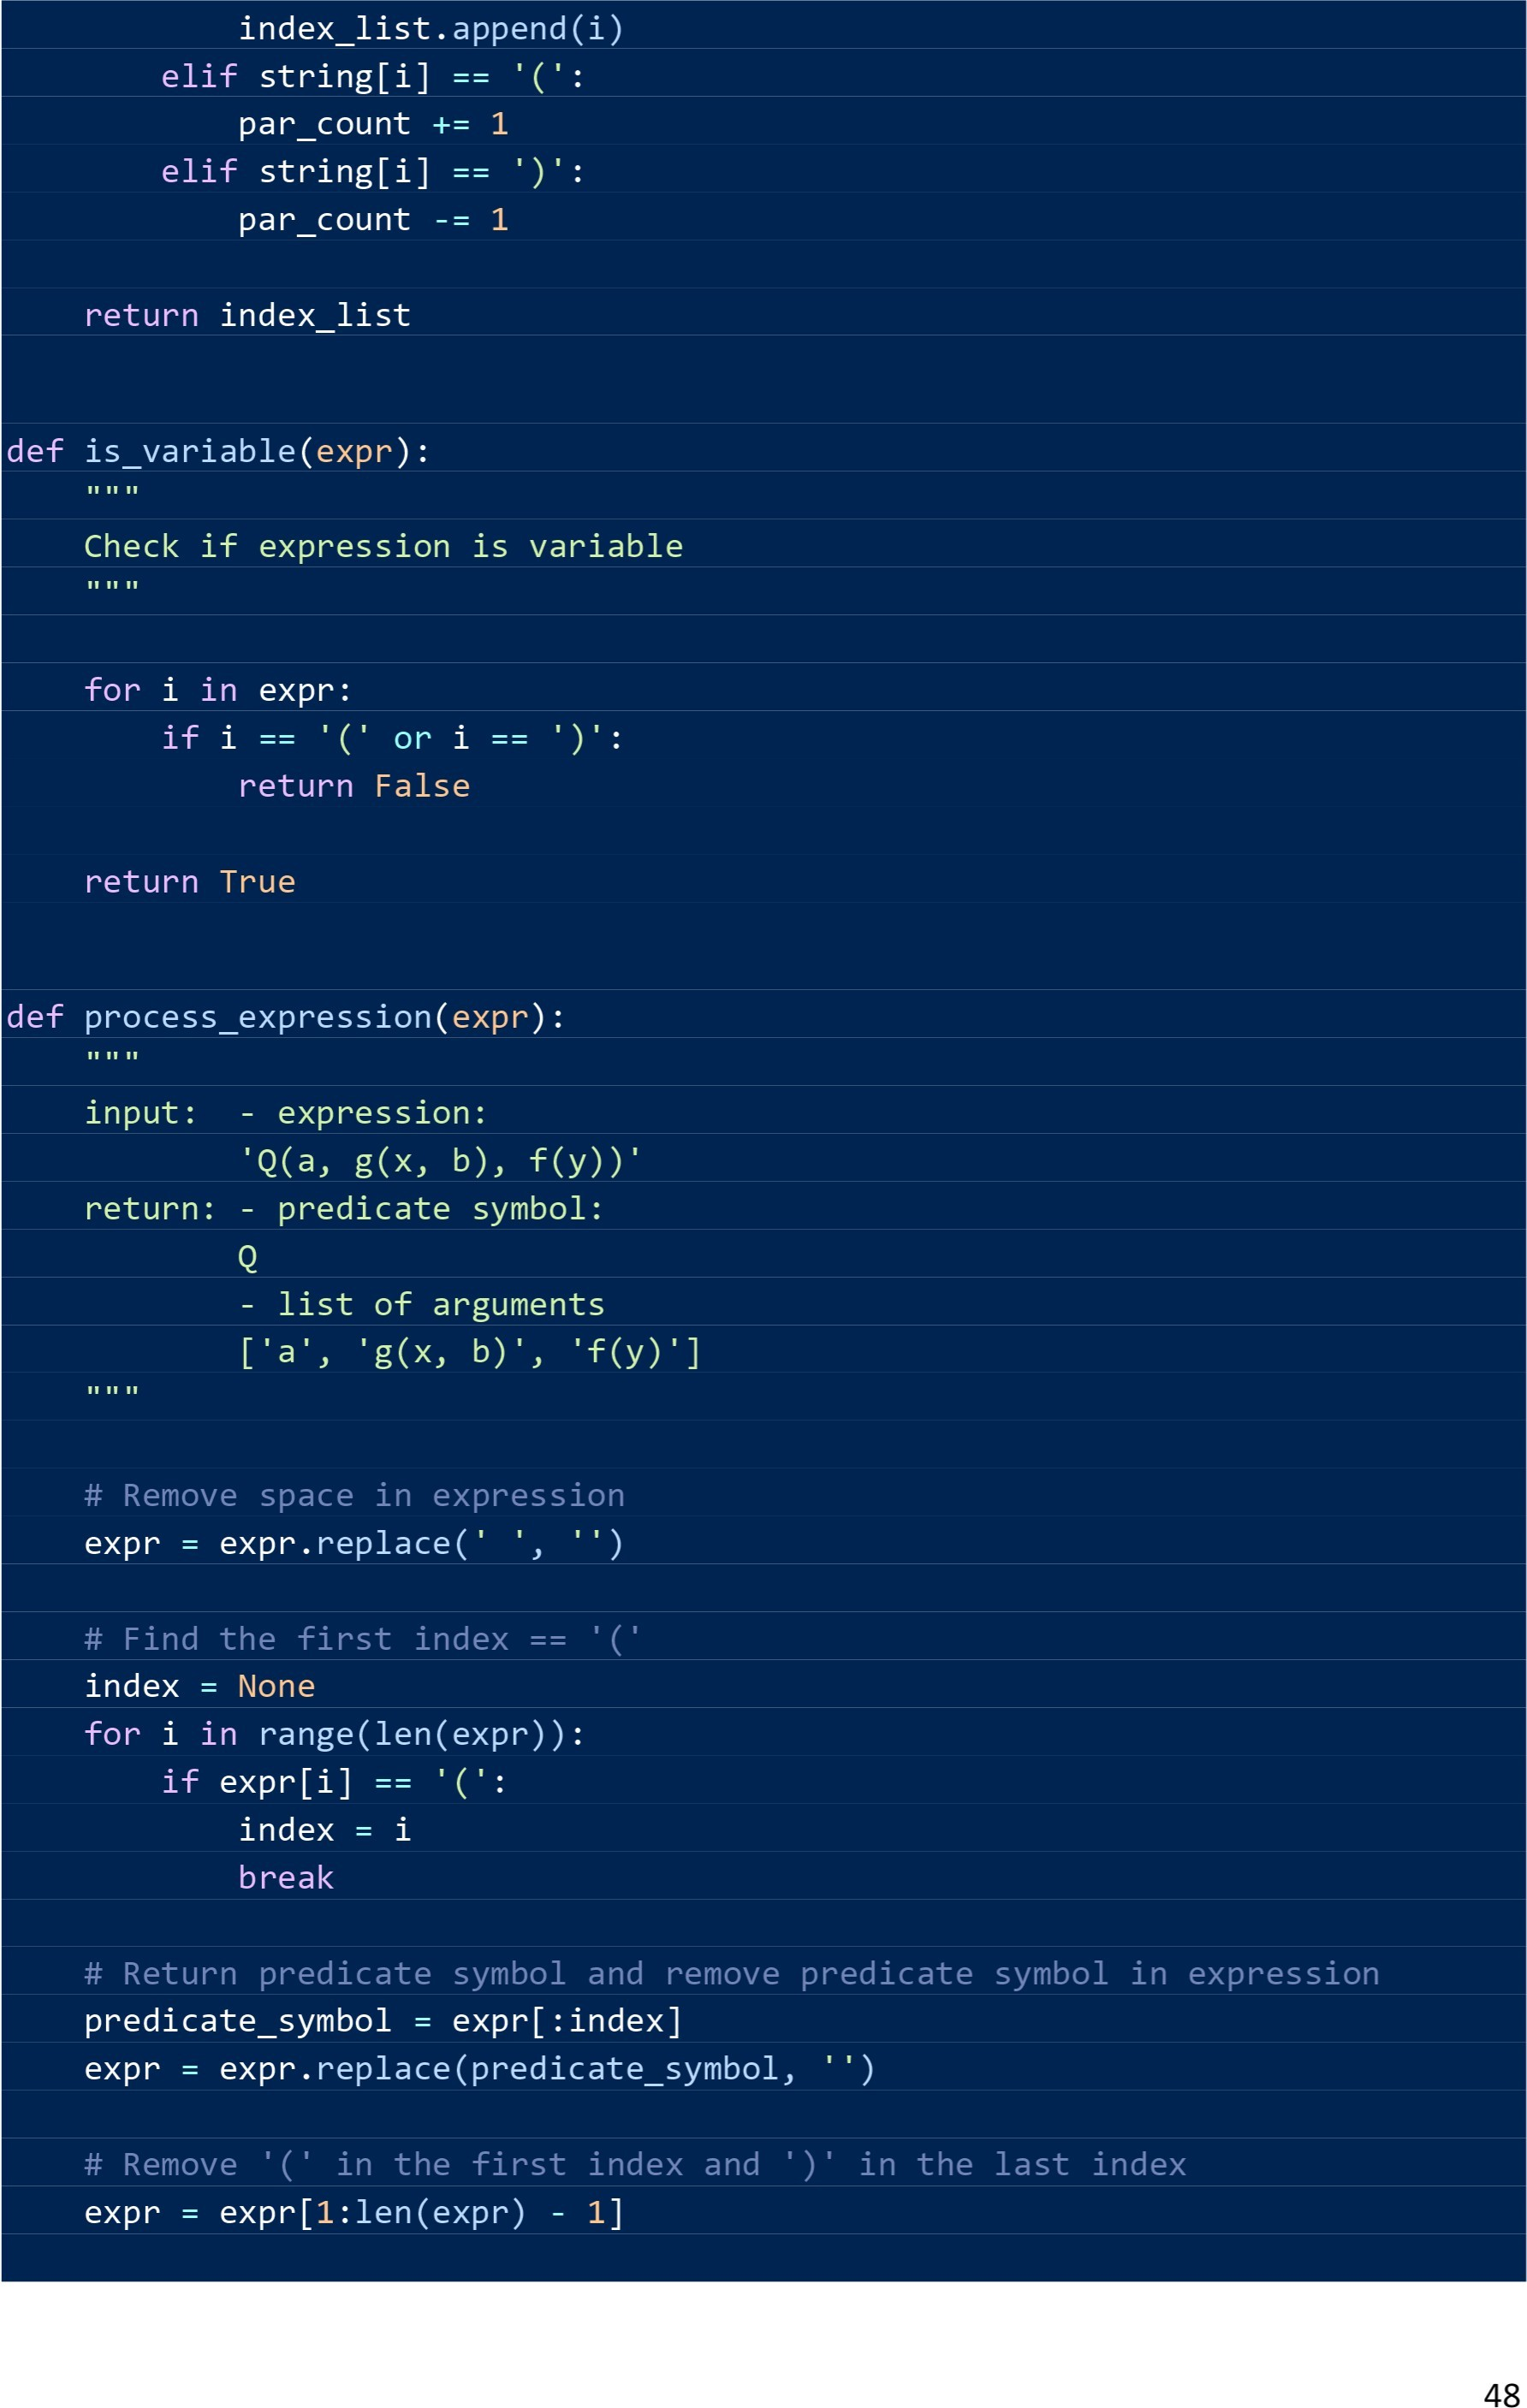 index_list.append(i)
        elif string[i] == '(':
            par_count += 1
        elif string[i] == ')':
            par_count -= 1

    return index_list


def is_variable(expr):
    """
    Check if expression is variable
    """

    for i in expr:
        if i == '(' or i == ')':
            return False

    return True


def process_expression(expr):
    """
    input:  - expression:
            'Q(a, g(x, b), f(y))'
    return: - predicate symbol:
            Q
            - list of arguments
            ['a', 'g(x, b)', 'f(y)']
    """

    # Remove space in expression
    expr = expr.replace(' ', '')

    # Find the first index == '('
    index = None
    for i in range(len(expr)):
        if expr[i] == '(':
            index = i
            break

    # Return predicate symbol and remove predicate symbol in expression
    predicate_symbol = expr[:index]
    expr = expr.replace(predicate_symbol, '')

    # Remove '(' in the first index and ')' in the last index
    expr = expr[1:len(expr) - 1]

48